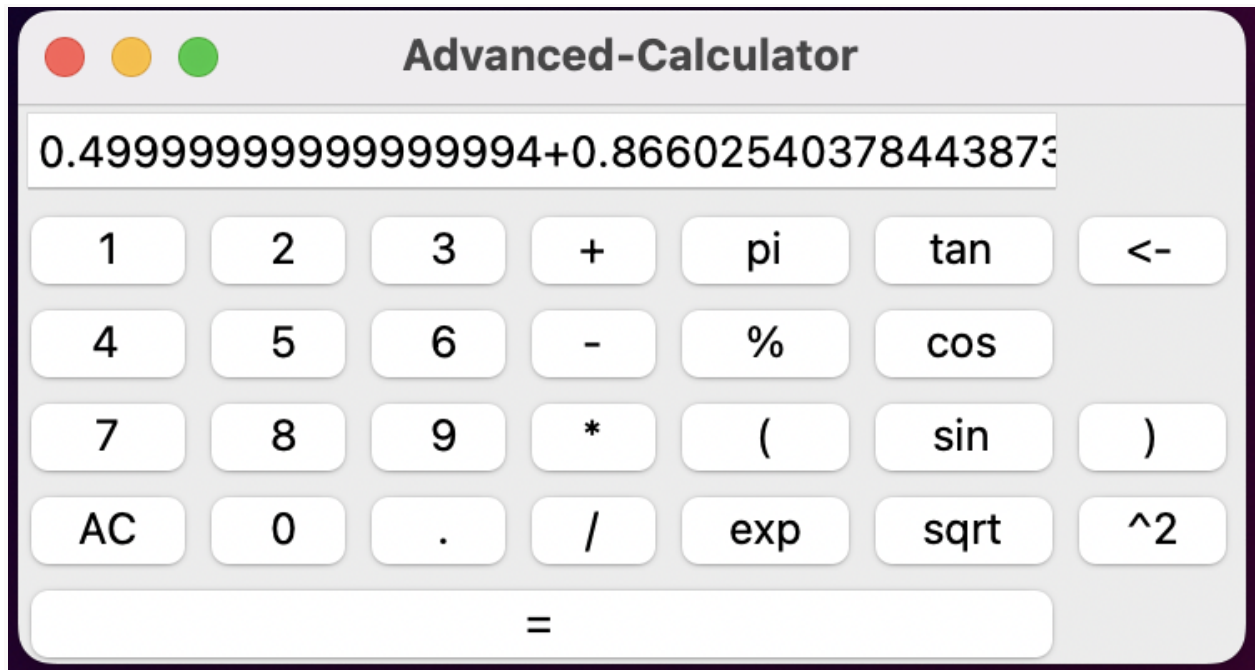 Advanced-Calculator
0.49999999999999994+0.8660254037844387
1 2 3 + pi tan <-
4 5 6 - % cos
7 8 9 * ( sin )
AC 0 . / exp sqrt ^2
=